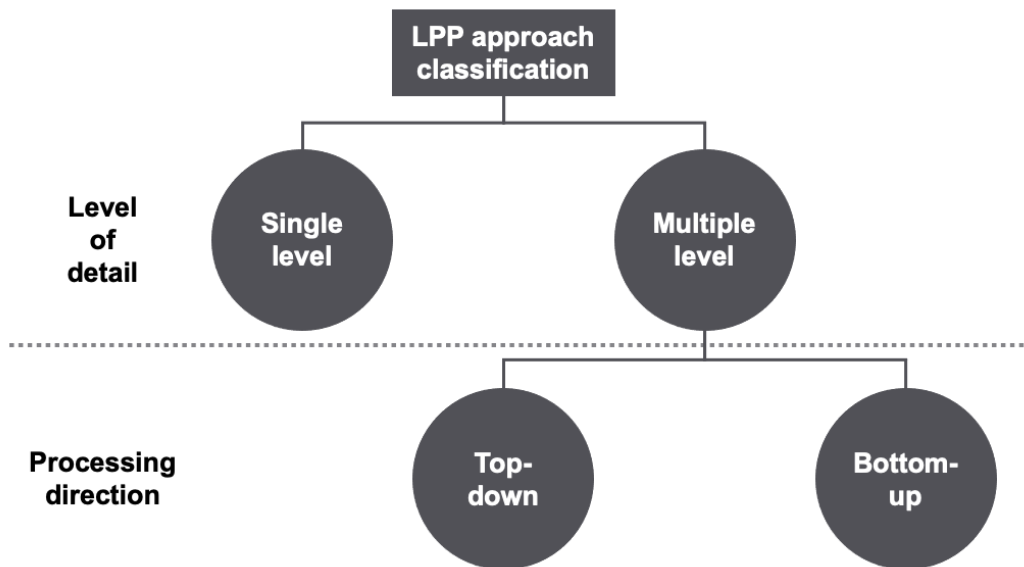 LPP approach
classification
Level
of
detail
Single
level
Multiple
level
Processing
direction
Top-
down
Bottom-
up